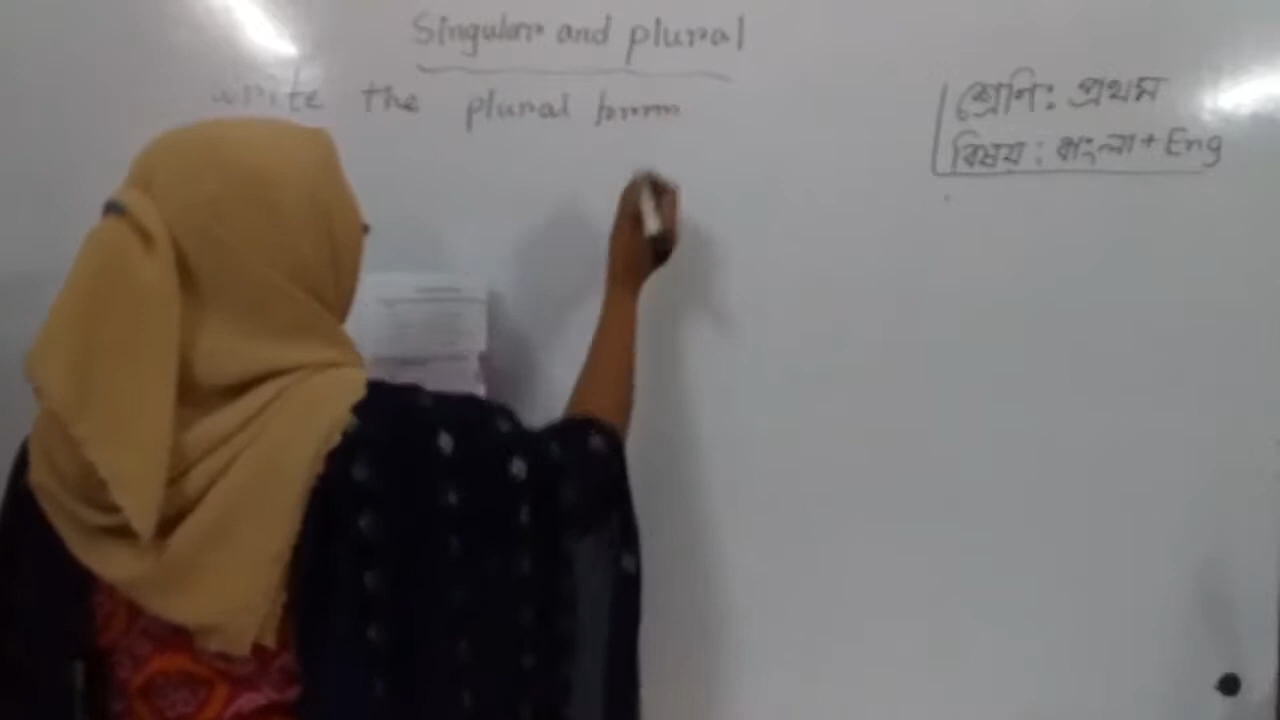 Singular and plural
write the plural form
শ্রেণি: প্রথম
বিষয়: বাংলা+Eng